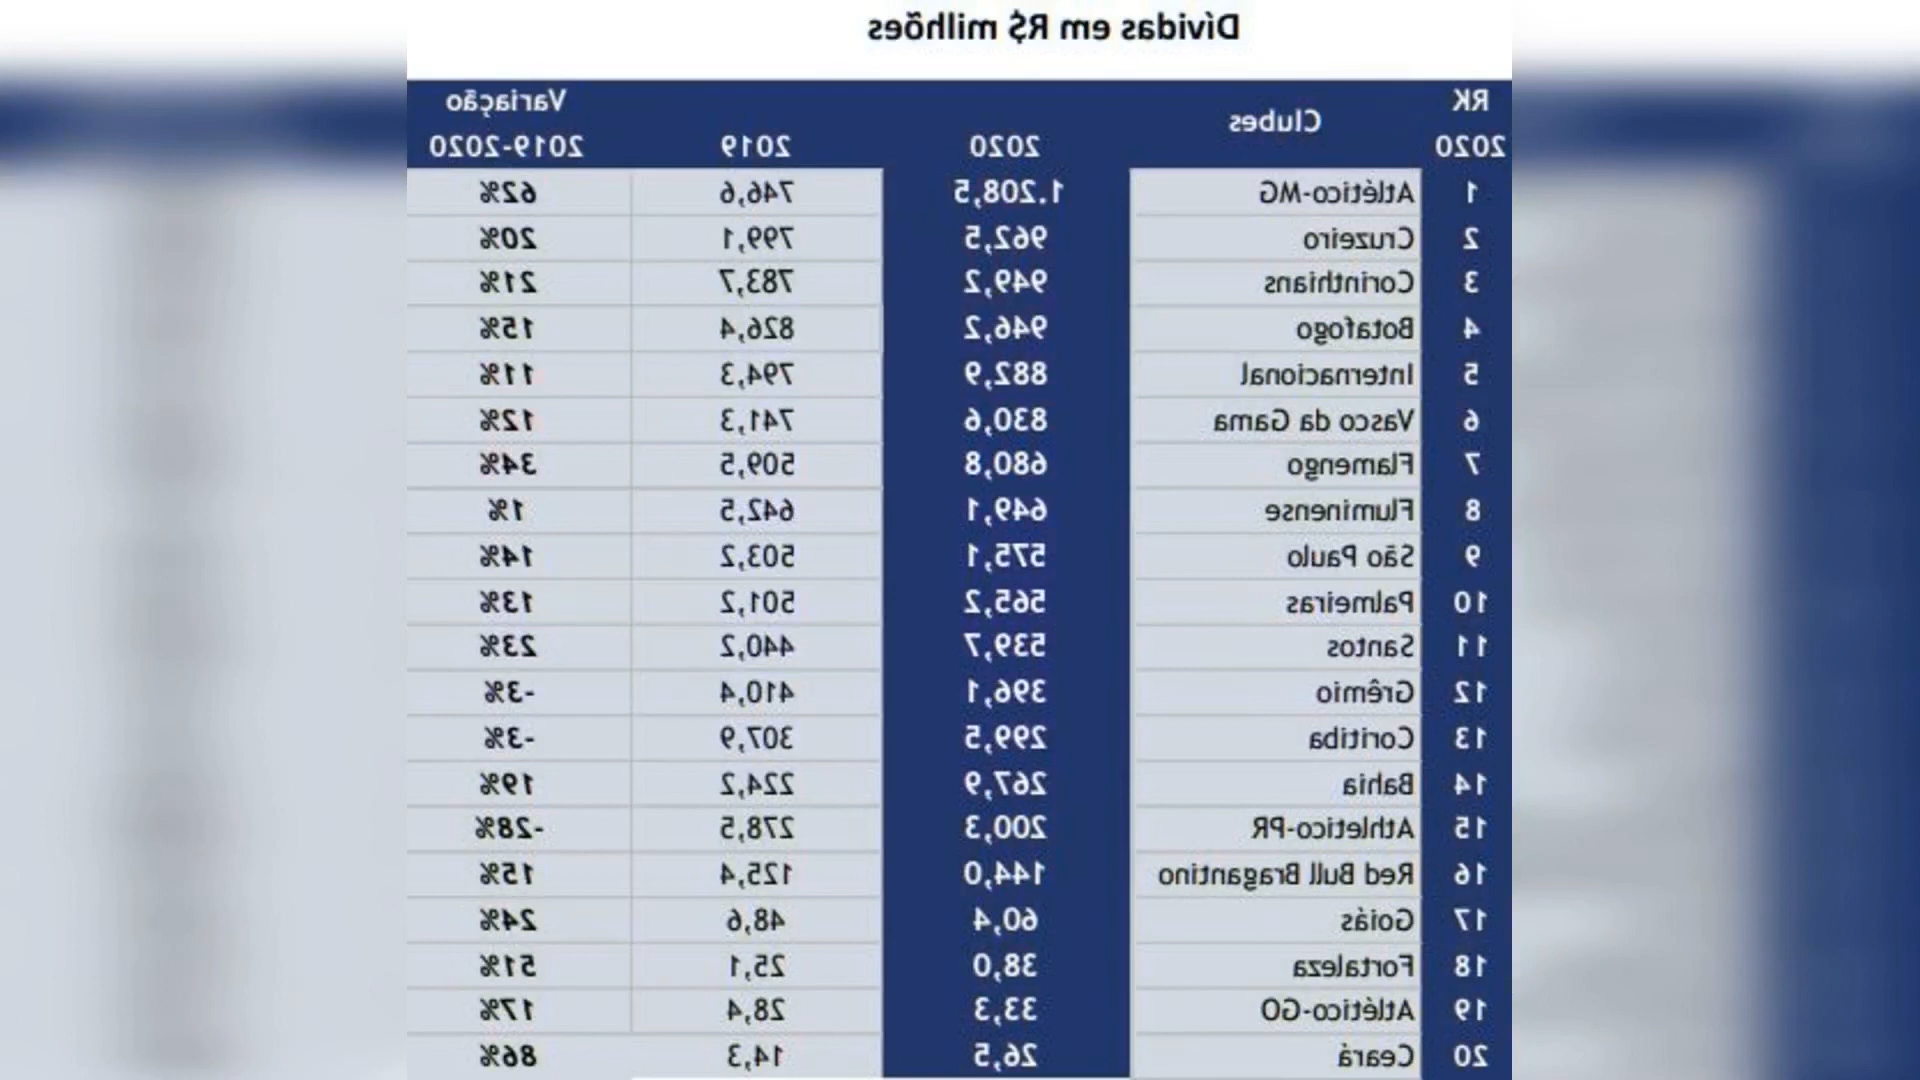 Dívidas em R$ milhões
RK 2020 Clubes 2020 2019 Variação 2019-2020
1 Atlético-MG 1.208,5 746,6 62%
2 Cruzeiro 962,5 799,1 20%
3 Corinthians 949,2 783,7 21%
4 Botafogo 946,2 826,4 15%
5 Internacional 882,9 794,3 11%
6 Vasco da Gama 830,6 741,3 12%
7 Flamengo 680,8 509,5 34%
8 Fluminense 649,1 642,5 1%
9 São Paulo 575,1 503,2 14%
10 Palmeiras 565,2 501,2 13%
11 Santos 539,7 440,2 23%
12 Grêmio 396,1 410,4 -3%
13 Coritiba 299,5 307,9 -3%
14 Bahia 267,9 224,2 19%
15 Athletico-PR 200,3 278,5 -28%
16 Red Bull Bragantino 144,0 125,4 15%
17 Goiás 60,4 48,6 24%
18 Fortaleza 38,0 25,1 51%
19 Atlético-GO 33,3 28,4 17%
20 Ceará 26,5 14,3 86%